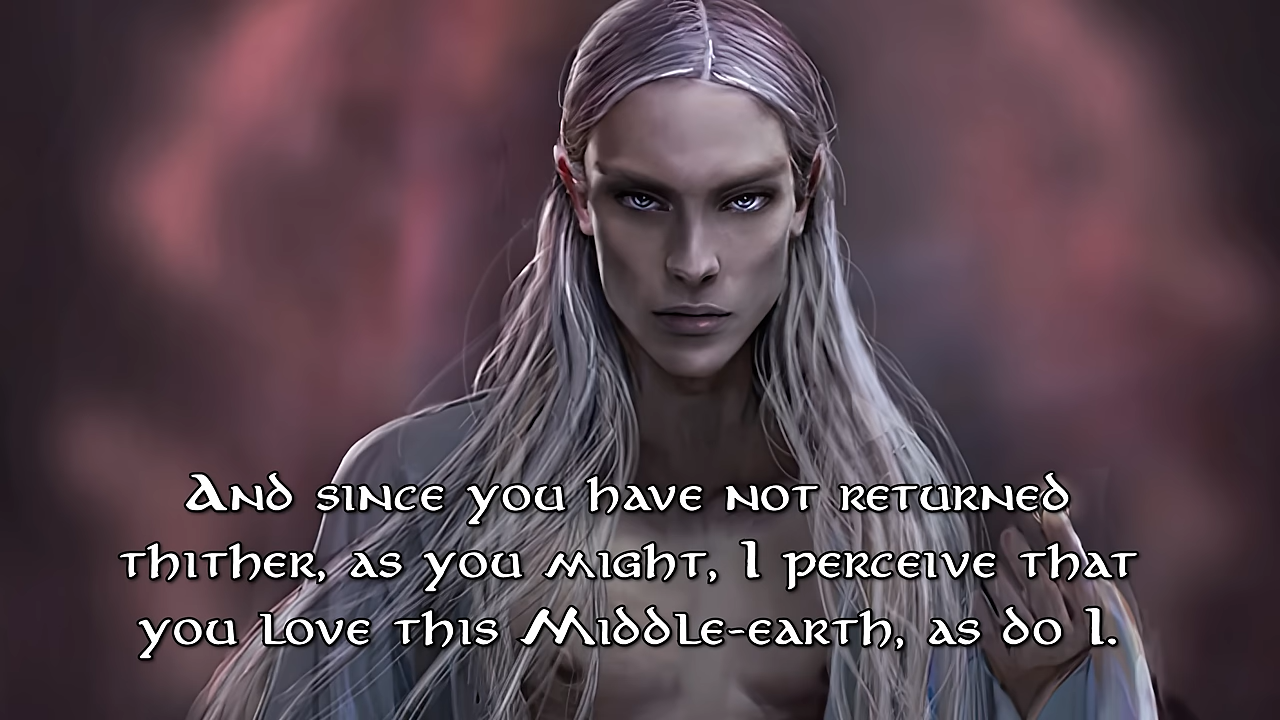 And since you have not returned
thither, as you might, I perceive that
you love this Middle-earth, as do I.